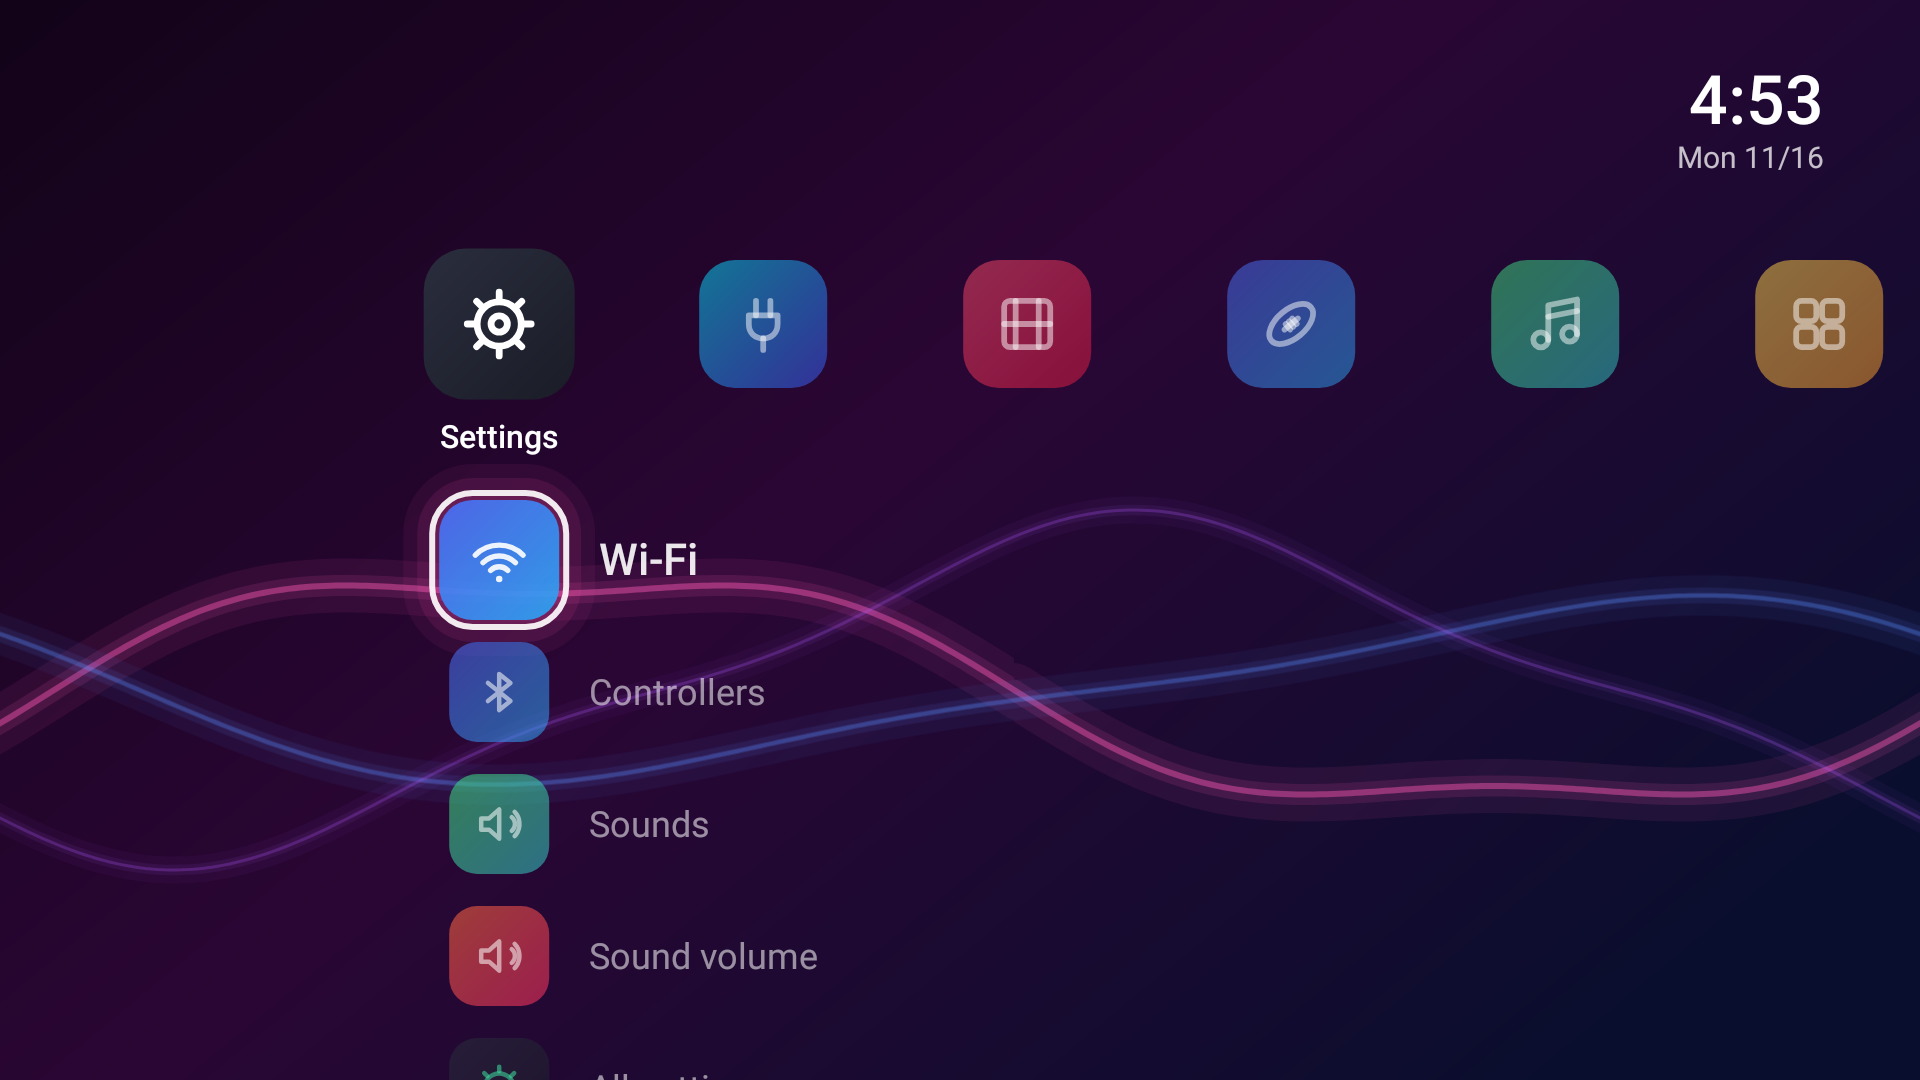 4:53
Mon 11/16
Settings
Wi-Fi
Controllers
Sounds
Sound volume